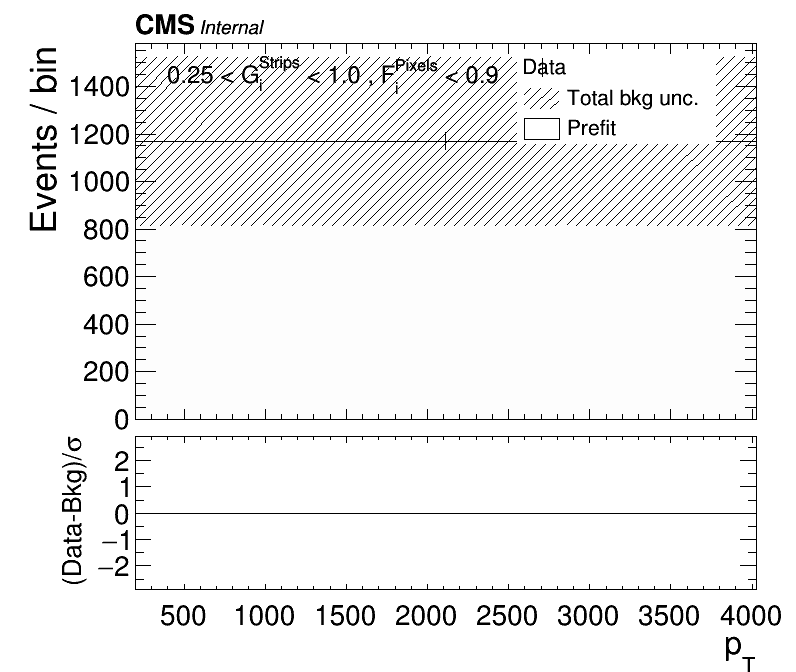 CMS Internal
0.25 < G_i^Strips < 1.0 , F_i^Pixels < 0.9
Data
Total bkg unc.
Prefit
Events / bin
1400
1200
1000
800
600
400
200
0
(Data-Bkg)/σ
2
1
0
−1
−2
500 1000 1500 2000 2500 3000 3500 4000
p_T